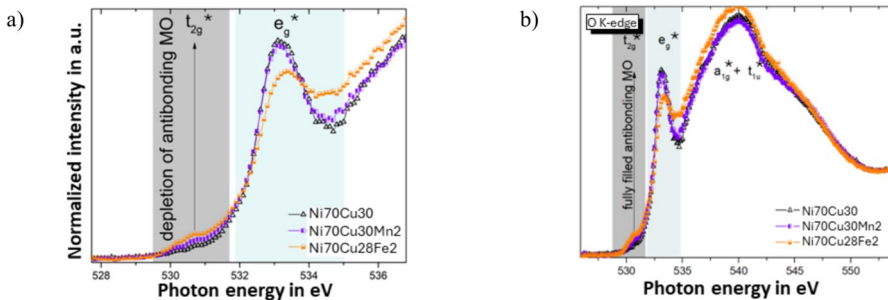 a)
Normalized intensity in a.u.
t2g*
eg*
depletion of antibonding MO
Ni70Cu30
Ni70Cu30Mn2
Ni70Cu28Fe2
528 530 532 534 536
Photon energy in eV
b)
O K-edge
t2g*
eg*
a1g* + t1u*
fully filled antibonding MO
Ni70Cu30
Ni70Cu30Mn2
Ni70Cu28Fe2
530 535 540 545 550
Photon energy in eV